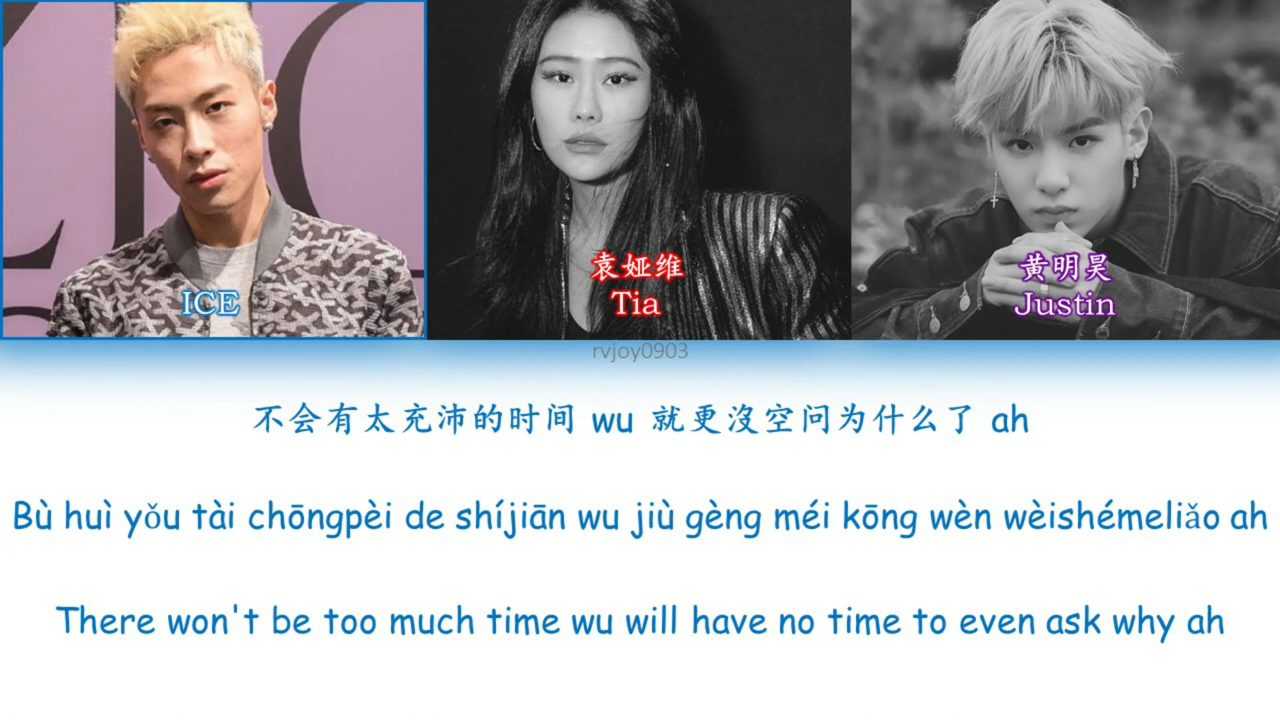 ICE
袁娅维
Tia
黄明昊
Justin
rvjoy0903
不会有太充沛的时间 wu 就更沒空问为什么了 ah
Bù huì yǒu tài chōngpèi de shíjiān wu jiù gèng méi kōng wèn wèishémeliǎo ah
There won't be too much time wu will have no time to even ask why ah